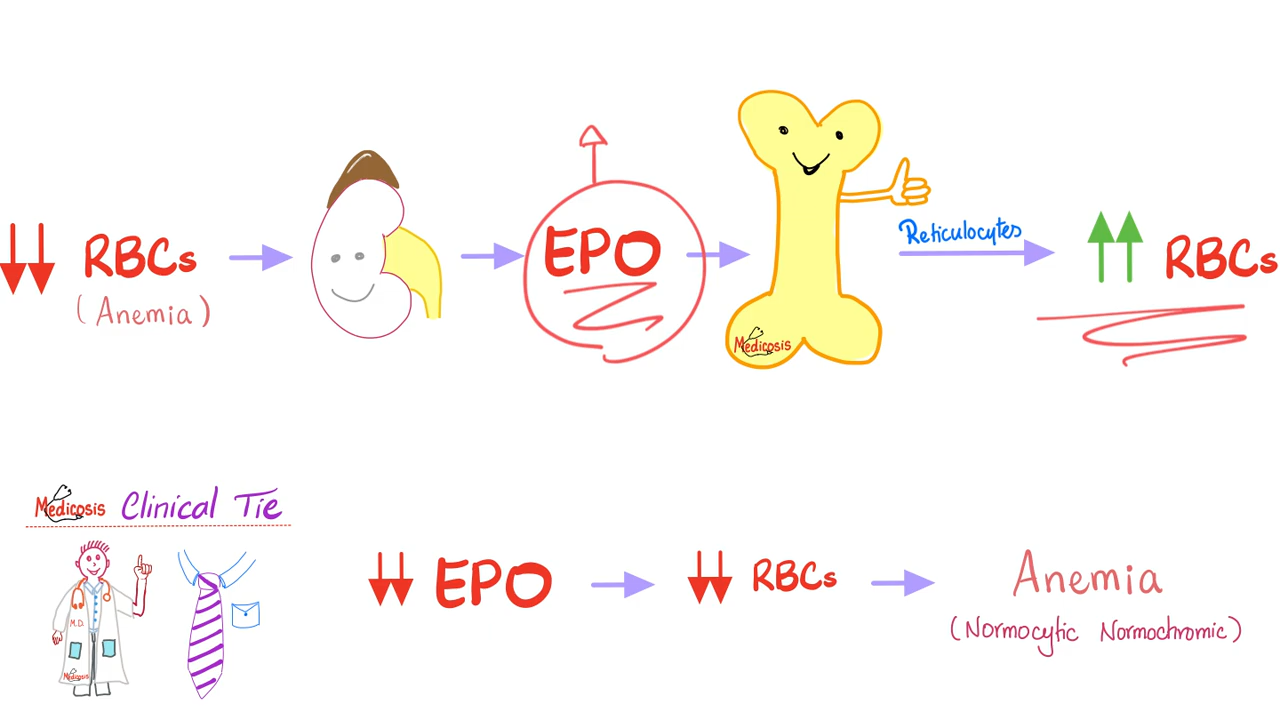 RBCs
(Anemia)
EPO
Medicosis
Reticulocytes
RBCs
Medicosis Clinical Tie
M.D.
Medicosis
EPO
RBCs
Anemia
(Normocytic Normochromic)